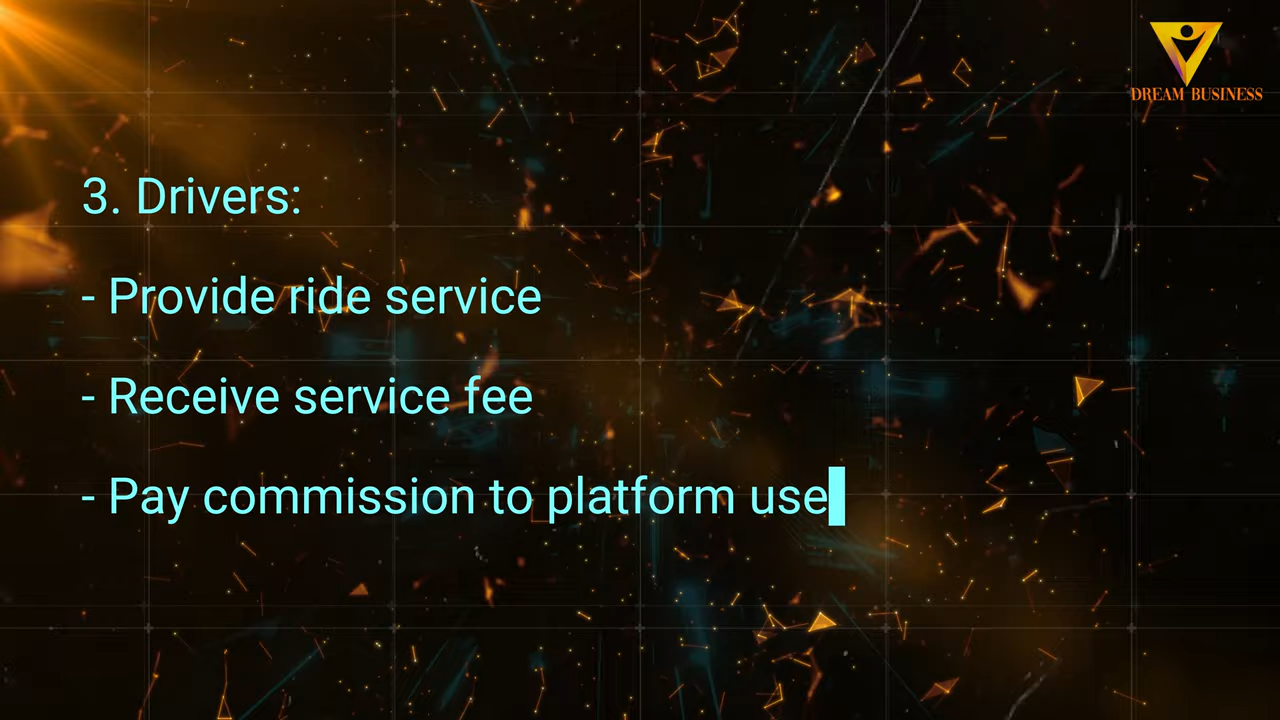 DREAM BUSINESS
3. Drivers:
- Provide ride service
- Receive service fee
- Pay commission to platform use